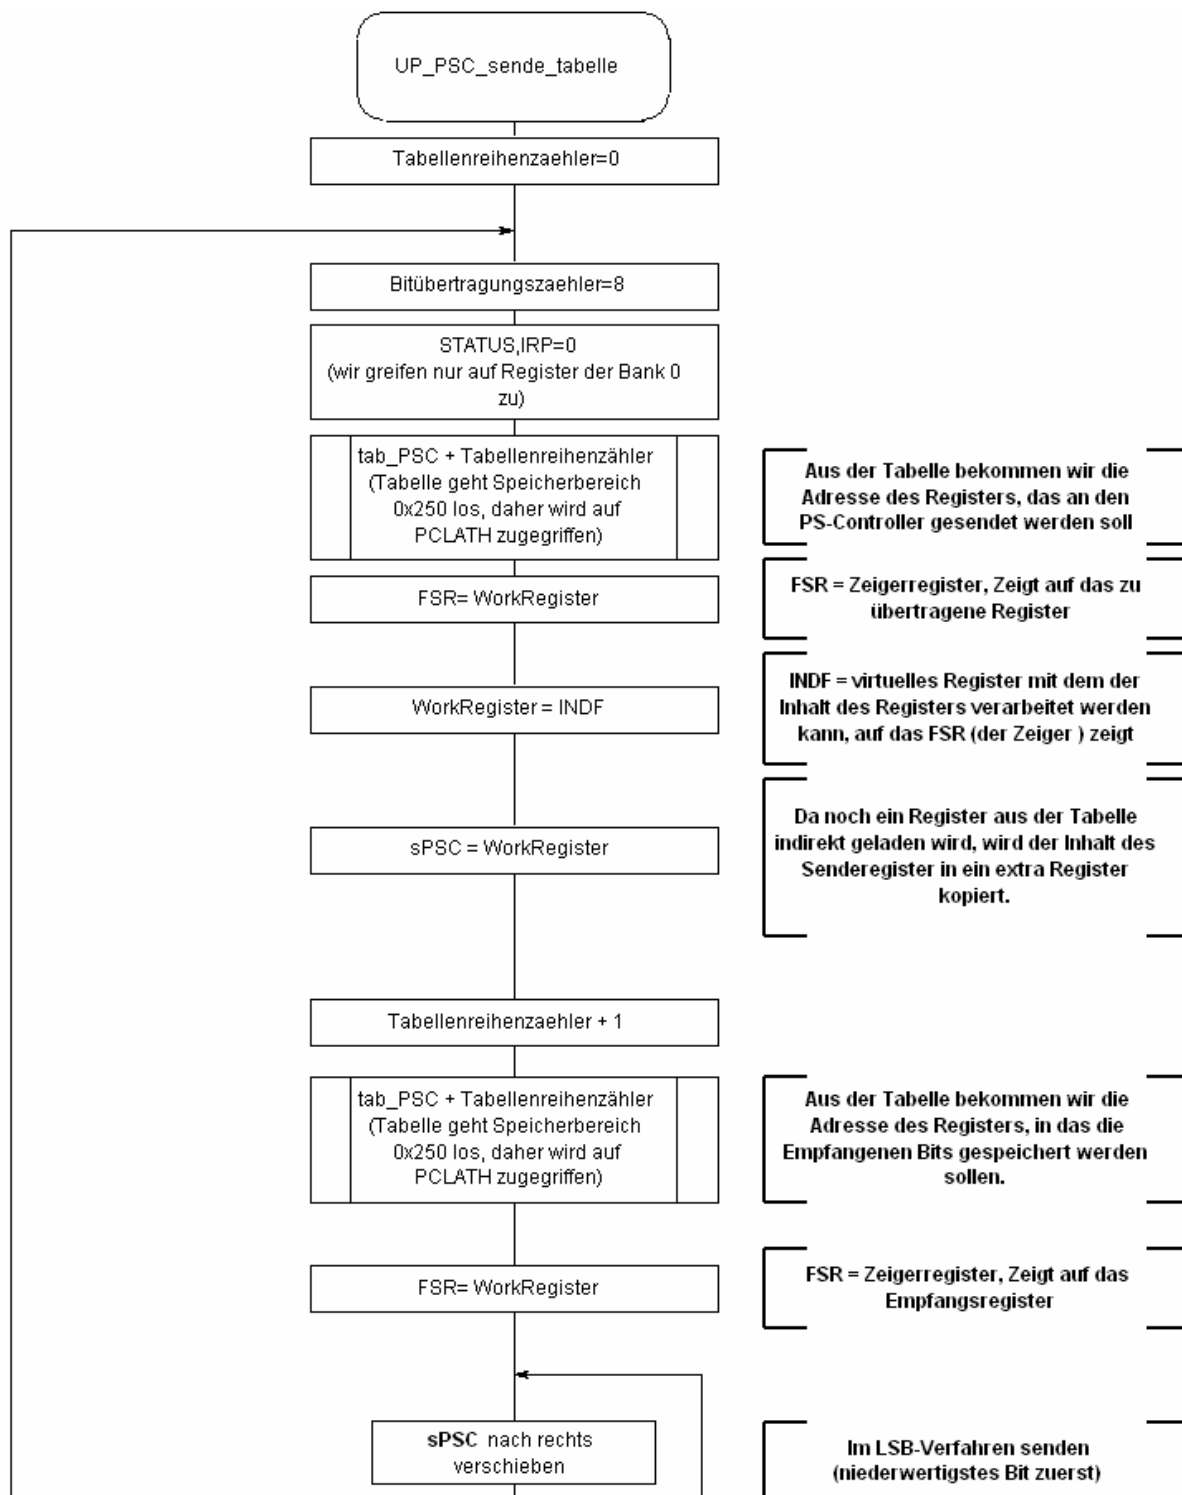 UP_PSC_sende_tabelle
Tabellenreihenzaehler=0
Bitübertragungszaehler=8
STATUS,IRP=0
(wir greifen nur auf Register der Bank 0
zu)
tab_PSC + Tabellenreihenzähler
(Tabelle geht Speicherbereich
0x250 los, daher wird auf
PCLATH zugegriffen)
Aus der Tabelle bekommen wir die
Adresse des Registers, das an den
PS-Controller gesendet werden soll
FSR= WorkRegister
FSR = Zeigerregister, Zeigt auf das zu
übertragene Register
WorkRegister = INDF
INDF = virtuelles Register mit dem der
Inhalt des Registers verarbeitet werden
kann, auf das FSR (der Zeiger ) zeigt
sPSC = WorkRegister
Da noch ein Register aus der Tabelle
indirekt geladen wird, wird der Inhalt des
Senderegister in ein extra Register
kopiert.
Tabellenreihenzaehler + 1
tab_PSC + Tabellenreihenzähler
(Tabelle geht Speicherbereich
0x250 los, daher wird auf
PCLATH zugegriffen)
Aus der Tabelle bekommen wir die
Adresse des Registers, in das die
Empfangenen Bits gespeichert werden
sollen.
FSR= WorkRegister
FSR = Zeigerregister, Zeigt auf das
Empfangsregister
sPSC nach rechts
verschieben
Im LSB-Verfahren senden
(niederwertigstes Bit zuerst)